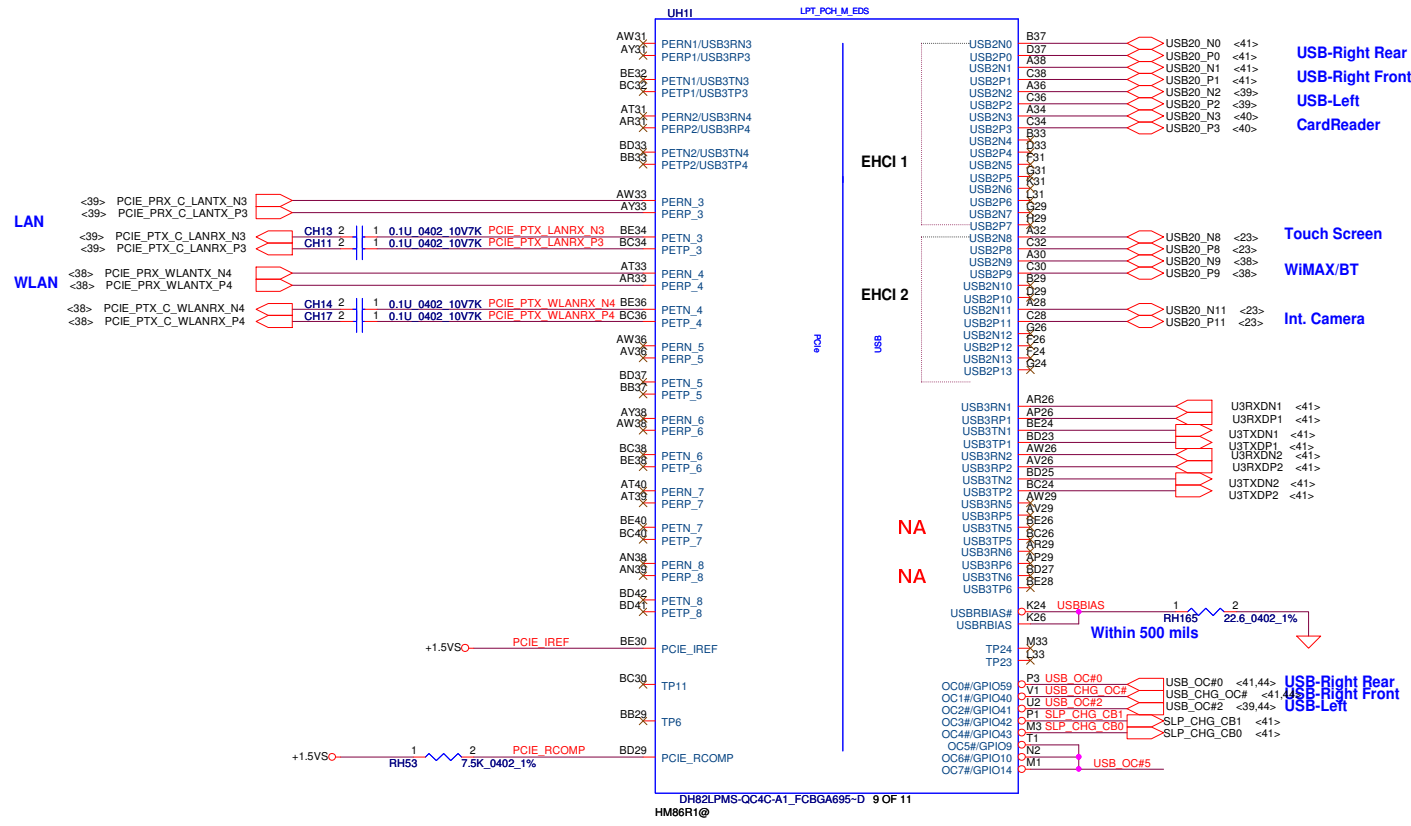 UH1I
LPT_PCH_M_EDS
AW31 PERN1/USB3RN3
AY31 PERP1/USB3RP3
BE32 PETN1/USB3TN3
BC32 PETP1/USB3TP3
AT31 PERN2/USB3RN4
AR31 PERP2/USB3RP4
BD33 PETN2/USB3TN4
BB33 PETP2/USB3TP4
LAN
<39> PCIE_PRX_C_LANTX_N3 AW33 PERN_3
<39> PCIE_PRX_C_LANTX_P3 AY33 PERP_3
<39> PCIE_PTX_C_LANRX_N3 CH13 2 1 0.1U_0402_10V7K PCIE_PTX_LANRX_N3 BE34 PETN_3
<39> PCIE_PTX_C_LANRX_P3 CH11 2 1 0.1U_0402_10V7K PCIE_PTX_LANRX_P3 BC34 PETP_3
WLAN
<38> PCIE_PRX_WLANTX_N4 AT33 PERN_4
<38> PCIE_PRX_WLANTX_P4 AR33 PERP_4
<38> PCIE_PTX_C_WLANRX_N4 CH14 2 1 0.1U_0402_10V7K PCIE_PTX_WLANRX_N4 BE36 PETN_4
<38> PCIE_PTX_C_WLANRX_P4 CH17 2 1 0.1U_0402_10V7K PCIE_PTX_WLANRX_P4 BC36 PETP_4
AW36 PERN_5
AV36 PERP_5
BD37 PETN_5
BB37 PETP_5
AY38 PERN_6
AW38 PERP_6
BC38 PETN_6
BE38 PETP_6
AT40 PERN_7
AT39 PERP_7
BE40 PETN_7
BC40 PETP_7
AN38 PERN_8
AN39 PERP_8
BD42 PETN_8
BD41 PETP_8
+1.5VS PCIE_IREF BE30 PCIE_IREF
BC30 TP11
BB29 TP6
+1.5VS 1 RH53 2 7.5K_0402_1% PCIE_RCOMP BD29 PCIE_RCOMP
PCIe
USB
EHCI 1
EHCI 2
USB2N0 B37 USB20_N0 <41>
USB2P0 D37 USB20_P0 <41> USB-Right Rear
USB2N1 A38 USB20_N1 <41>
USB2P1 C38 USB20_P1 <41> USB-Right Front
USB2N2 A36 USB20_N2 <39>
USB2P2 C36 USB20_P2 <39> USB-Left
USB2N3 A34 USB20_N3 <40>
USB2P3 C34 USB20_P3 <40> CardReader
USB2N4 B33
USB2P4 D33
USB2N5 F31
USB2P5 G31
USB2N6 K31
USB2P6 L31
USB2N7 G29
USB2P7 H29
USB2N8 A32 USB20_N8 <23> Touch Screen
USB2P8 C32 USB20_P8 <23>
USB2N9 A30 USB20_N9 <38>
USB2P9 C30 USB20_P9 <38> WiMAX/BT
USB2N10 B29
USB2P10 D29
USB2N11 A28 USB20_N11 <23>
USB2P11 C28 USB20_P11 <23> Int. Camera
USB2N12 G26
USB2P12 F26
USB2N13 F24
USB2P13 G24
USB3RN1 AR26 U3RXDN1 <41>
USB3RP1 AP26 U3RXDP1 <41>
USB3TN1 BE24 U3TXDN1 <41>
USB3TP1 BD23 U3TXDP1 <41>
USB3RN2 AW26 U3RXDN2 <41>
USB3RP2 AV26 U3RXDP2 <41>
USB3TN2 BD25 U3TXDN2 <41>
USB3TP2 BC24 U3TXDP2 <41>
USB3RN5 AW29
USB3RP5 AV29
NA USB3TN5 BE26
USB3TP5 BC26
USB3RN6 AR29
USB3RP6 AP29
NA USB3TN6 BD27
USB3TP6 BE28
USBRBIAS# K24 USBRBIAS 1 RH165 2 22.6_0402_1%
USBRBIAS K26
Within 500 mils
TP24 M33
TP23 L33
OC0#/GPIO59 P3 USB_OC#0 USB_OC#0 <41,44> USB-Right Rear
OC1#/GPIO40 V1 USB_CHG_OC# USB_CHG_OC# <41,44> USB-Right Front
OC2#/GPIO41 U2 USB_OC#2 USB_OC#2 <39,44> USB-Left
OC3#/GPIO42 P1 SLP_CHG_CB1 SLP_CHG_CB1 <41>
OC4#/GPIO43 M3 SLP_CHG_CB0 SLP_CHG_CB0 <41>
OC5#/GPIO9 T1
OC6#/GPIO10 N2
OC7#/GPIO14 M1 USB_OC#5
DH82LPMS-QC4C-A1_FCBGA695~D 9 OF 11
HM86R1@